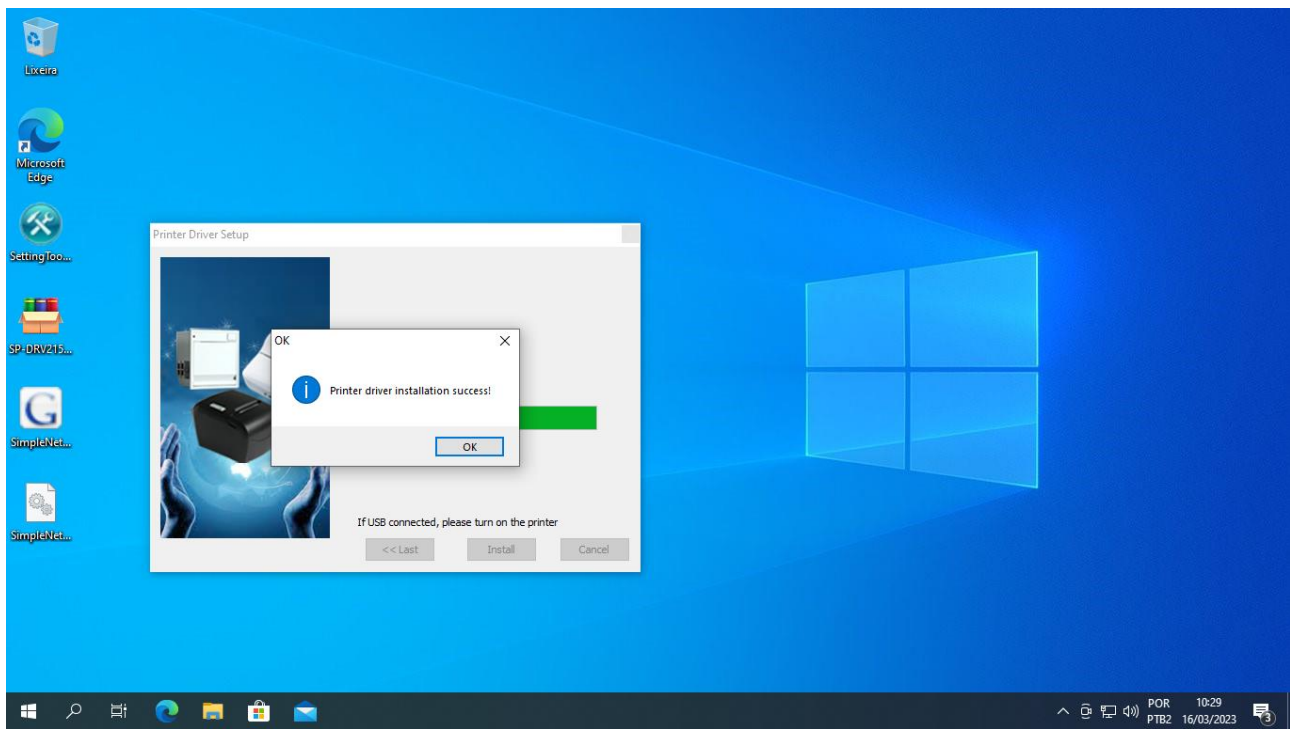 Lixeira
Microsoft
Edge
SettingToo...
SP-DRV215...
SimpleNet...
SimpleNet...
Printer Driver Setup
OK
Printer driver installation success!
OK
If USB connected, please turn on the printer
<< Last
Install
Cancel
POR
PTB2
10:29
16/03/2023
3